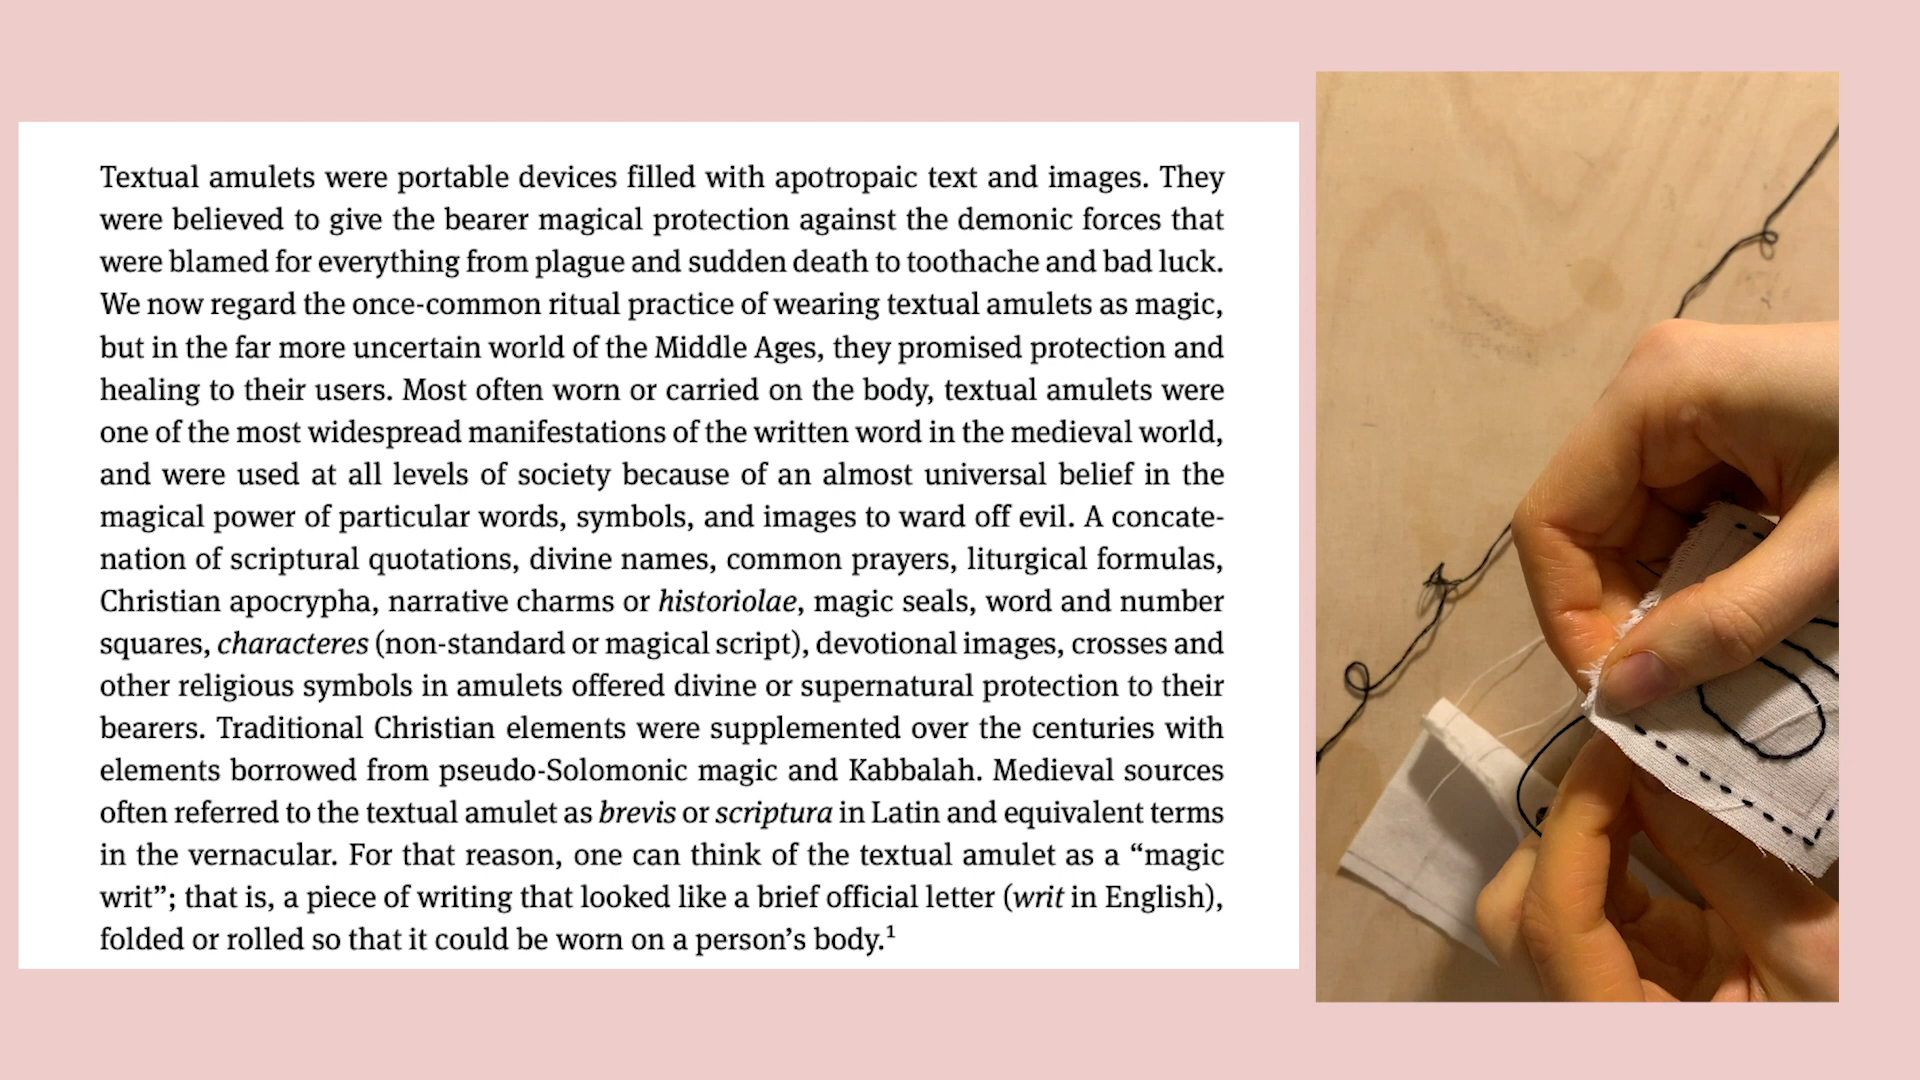 Textual amulets were portable devices filled with apotropaic text and images. They
were believed to give the bearer magical protection against the demonic forces that
were blamed for everything from plague and sudden death to toothache and bad luck.
We now regard the once-common ritual practice of wearing textual amulets as magic,
but in the far more uncertain world of the Middle Ages, they promised protection and
healing to their users. Most often worn or carried on the body, textual amulets were
one of the most widespread manifestations of the written word in the medieval world,
and were used at all levels of society because of an almost universal belief in the
magical power of particular words, symbols, and images to ward off evil. A concate-
nation of scriptural quotations, divine names, common prayers, liturgical formulas,
Christian apocrypha, narrative charms or historiolae, magic seals, word and number
squares, characteres (non-standard or magical script), devotional images, crosses and
other religious symbols in amulets offered divine or supernatural protection to their
bearers. Traditional Christian elements were supplemented over the centuries with
elements borrowed from pseudo-Solomonic magic and Kabbalah. Medieval sources
often referred to the textual amulet as brevis or scriptura in Latin and equivalent terms
in the vernacular. For that reason, one can think of the textual amulet as a “magic
writ”; that is, a piece of writing that looked like a brief official letter (writ in English),
folded or rolled so that it could be worn on a person’s body.¹